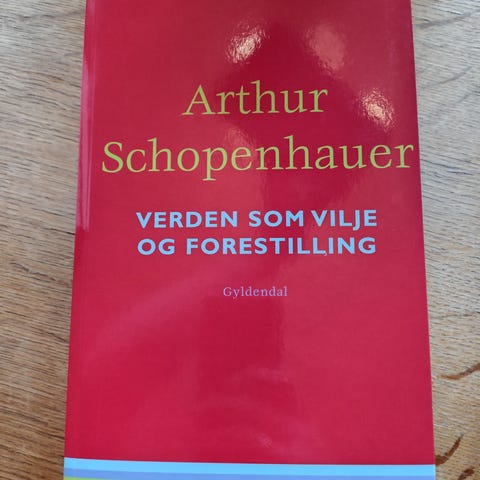 Arthur
Schopenhauer
VERDEN SOM VILJE
OG FORESTILLING
Gyldendal